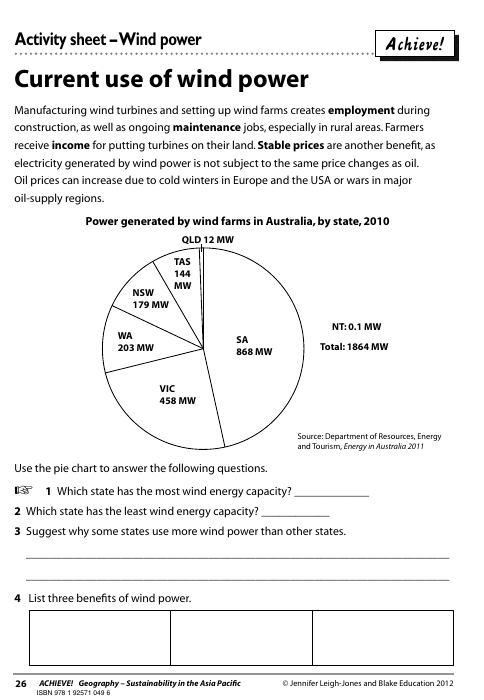 Activity sheet – Wind power
Achieve!
Current use of wind power
Manufacturing wind turbines and setting up wind farms creates employment during
construction, as well as ongoing maintenance jobs, especially in rural areas. Farmers
receive income for putting turbines on their land. Stable prices are another benefit, as
electricity generated by wind power is not subject to the same price changes as oil.
Oil prices can increase due to cold winters in Europe and the USA or wars in major
oil-supply regions.
Power generated by wind farms in Australia, by state, 2010
QLD 12 MW
TAS
144
MW
NSW
179 MW
WA
203 MW
SA
868 MW
VIC
458 MW
NT: 0.1 MW
Total: 1864 MW
Source: Department of Resources, Energy
and Tourism, Energy in Australia 2011
Use the pie chart to answer the following questions.
1 Which state has the most wind energy capacity? ____________
2 Which state has the least wind energy capacity? ___________
3 Suggest why some states use more wind power than other states.
4 List three benefits of wind power.
26 ACHIEVE! Geography – Sustainability in the Asia Pacific
© Jennifer Leigh-Jones and Blake Education 2012
ISBN 978 1 92571 049 6